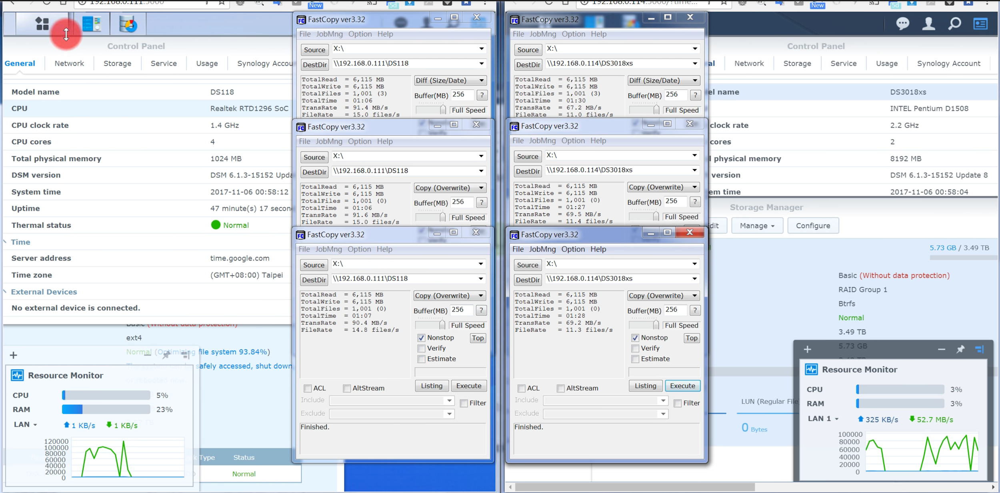 192.168.0.111:5000
New
5d
192.168.0.114:5000/?time...
New
5d
Control Panel
General
Network
Storage
Service
Usage
Synology Accou
Model name
DS118
CPU
Realtek RTD1296 SoC
CPU clock rate
1.4 GHz
CPU cores
4
Total physical memory
1024 MB
DSM version
DSM 6.1.3-15152 Upda
System time
2017-11-06 00:58:12
Uptime
47 minute(s) 17 secon
Thermal status
Normal
Time
Server address
time.google.com
Time zone
(GMT+08:00) Taipei
External Devices
No external device is connected.
Basic (Without data protection)
ext4
Normal (Optimizing file system 93.84%)
The system can be safely accessed, shut down
or rebooted now.
Resource Monitor
CPU
5%
RAM
23%
LAN
1 KB/s
1 KB/s
120000
100000
80000
60000
40000
20000
0
Type
Status
Normal
FastCopy ver3.32
File JobMng Option Help
Source
X:\
DestDir
\\192.168.0.111\DS118
TotalRead = 6,115 MB
TotalWrite = 6,115 MB
TotalFiles = 1,001 (3)
TotalTime = 01:06
TransRate = 91.4 MB/s
FileRate = 15.0 files/s
Diff (Size/Date)
Buffer(MB) 256 ?
Full Speed
FastCopy ver3.32
File JobMng Option Help
Source
X:\
DestDir
\\192.168.0.111\DS118
TotalRead = 6,115 MB
TotalWrite = 6,115 MB
TotalFiles = 1,001 (0)
TotalTime = 01:06
TransRate = 91.6 MB/s
FileRate = 15.0 files/s
Copy (Overwrite)
Buffer(MB) 256 ?
Full Speed
FastCopy ver3.32
File JobMng Option Help
Source
X:\
DestDir
\\192.168.0.111\DS118
TotalRead = 6,115 MB
TotalWrite = 6,115 MB
TotalFiles = 1,001 (0)
TotalTime = 01:07
TransRate = 90.4 MB/s
FileRate = 14.8 files/s
Copy (Overwrite)
Buffer(MB) 256 ?
Full Speed
Nonstop
Top
Verify
Estimate
ACL
AltStream
Listing
Execute
Include
Filter
Exclude
Finished.
FastCopy ver3.32
File JobMng Option Help
Source
X:\
DestDir
\\192.168.0.114\DS3018xs
TotalRead = 6,115 MB
TotalWrite = 6,115 MB
TotalFiles = 1,001 (3)
TotalTime = 01:30
TransRate = 67.2 MB/s
FileRate = 11.0 files/s
Diff (Size/Date)
Buffer(MB) 256 ?
Full Speed
FastCopy ver3.32
File JobMng Option Help
Source
X:\
DestDir
\\192.168.0.114\DS3018xs
TotalRead = 6,115 MB
TotalWrite = 6,115 MB
TotalFiles = 1,001 (0)
TotalTime = 01:27
TransRate = 69.5 MB/s
FileRate = 11.4 files/s
Copy (Overwrite)
Buffer(MB) 256 ?
Full Speed
FastCopy ver3.32
File JobMng Option Help
Source
X:\
DestDir
\\192.168.0.114\DS3018xs
TotalRead = 6,115 MB
TotalWrite = 6,115 MB
TotalFiles = 1,001 (0)
TotalTime = 01:28
TransRate = 69.2 MB/s
FileRate = 11.3 files/s
Copy (Overwrite)
Buffer(MB) 256 ?
Full Speed
Nonstop
Top
Verify
Estimate
ACL
AltStream
Listing
Execute
Include
Filter
Exclude
Finished.
Control Panel
al
Network
Storage
Service
Usage
Synology Account
el name
DS3018xs
INTEL Pentium D1508
clock rate
2.2 GHz
cores
2
l physical memory
8192 MB
version
DSM 6.1.3-15152 Update 8
em time
2017-11-06 00:58:04
Storage Manager
dit
Manage
Configure
5.73 GB / 3.49 TB
Basic (Without data protection)
RAID Group 1
Btrfs
Normal
3.49 TB
5.73 GB
LUN (Regular File
0 Bytes
Resource Monitor
CPU
3%
RAM
3%
LAN 1
325 KB/s
52.7 MB/s
100000
80000
60000
40000
20000
0